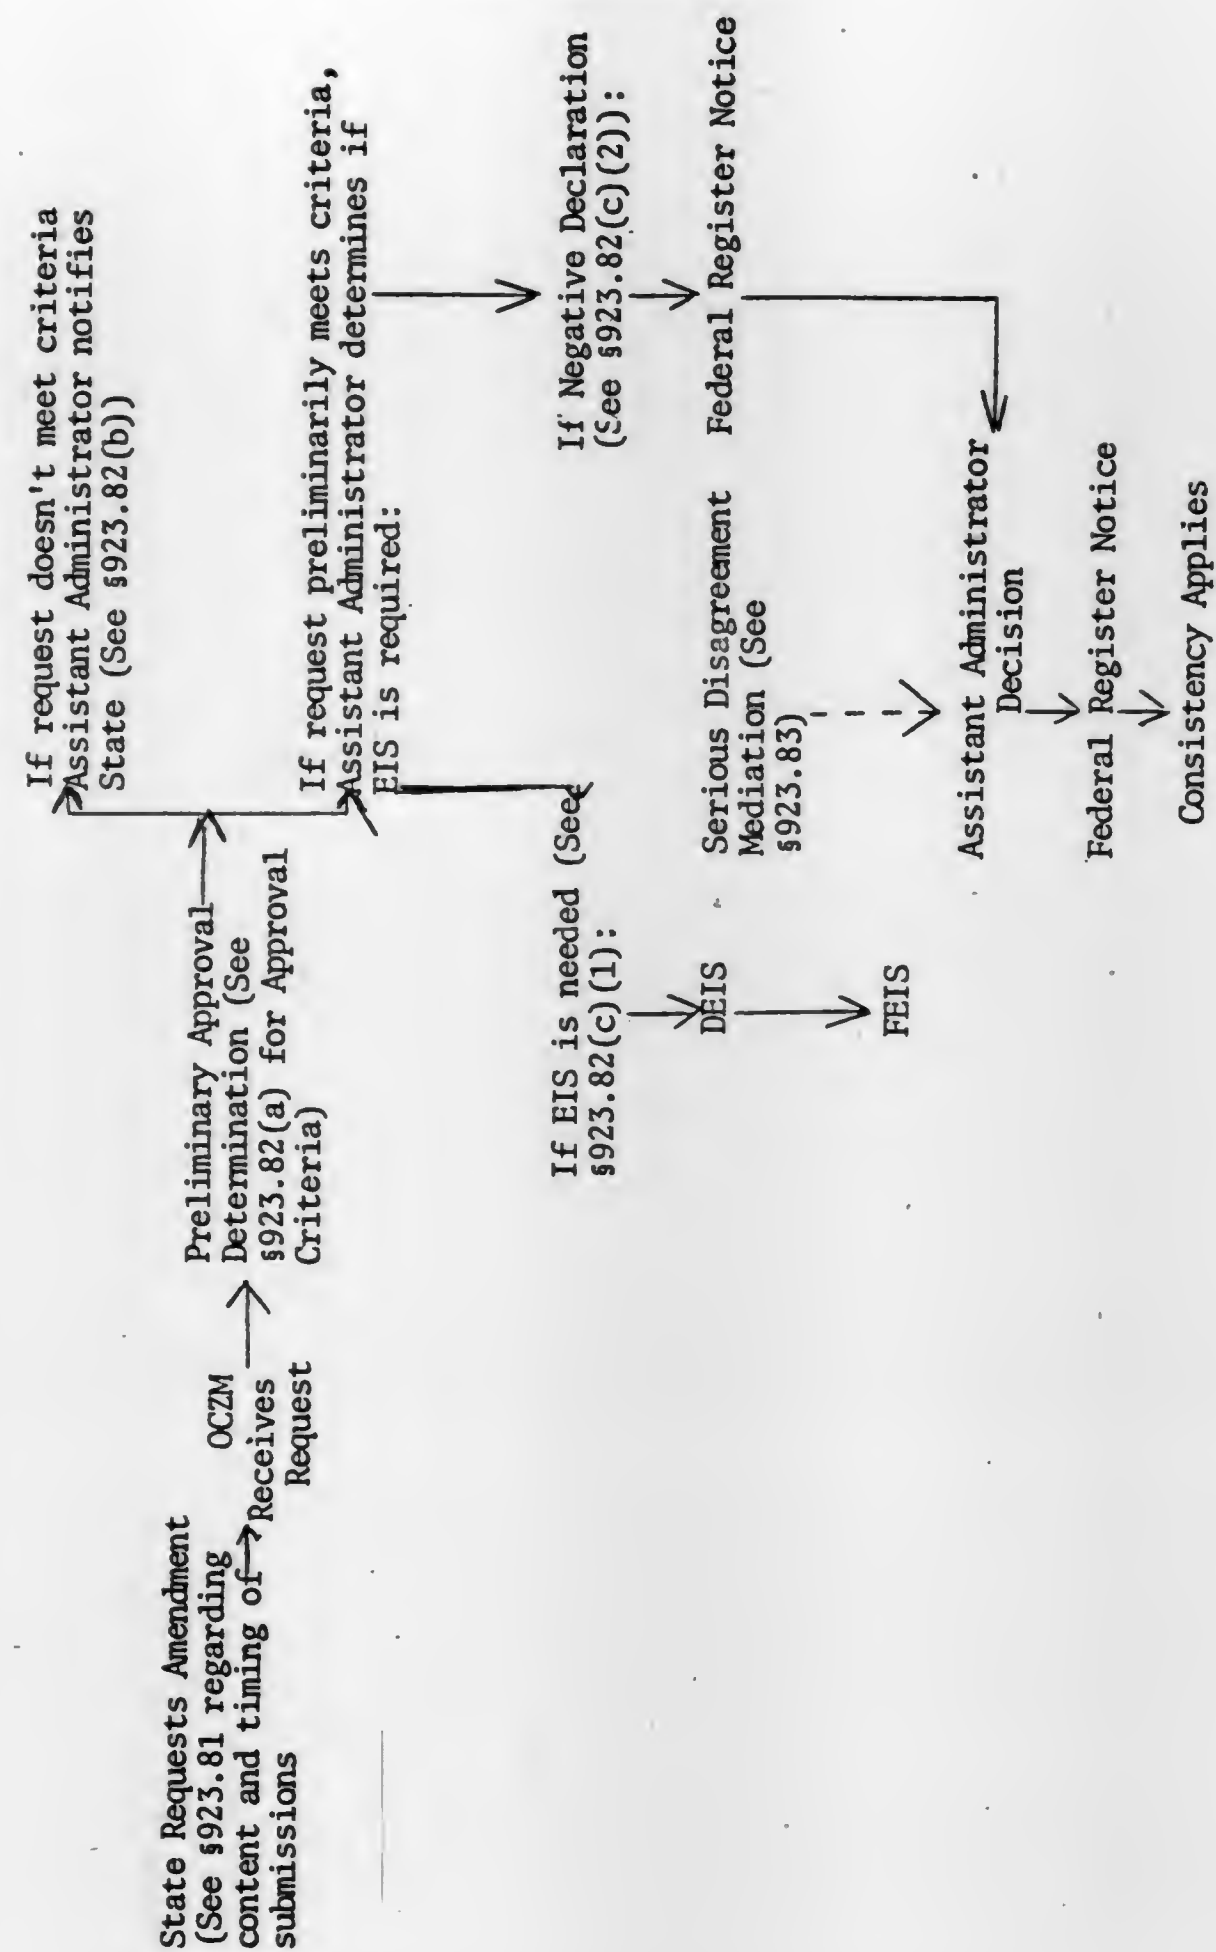 State Requests Amendment
(See §923.81 regarding
content and timing of
submissions
OCZM
Receives
Request
Preliminary Approval
Determination (See
§923.82(a) for Approval
Criteria)
If request doesn't meet criteria
Assistant Administrator notifies
State (See §923.82(b))
If request preliminarily meets criteria,
Assistant Administrator determines if
EIS is required:
If EIS is needed (See
§923.82(c)(1):
DEIS
FEIS
If Negative Declaration
(See §923.82(c)(2)):
Federal Register Notice
Serious Disagreement
Mediation (See
§923.83)
Assistant Administrator
Decision
Federal Register Notice
Consistency Applies